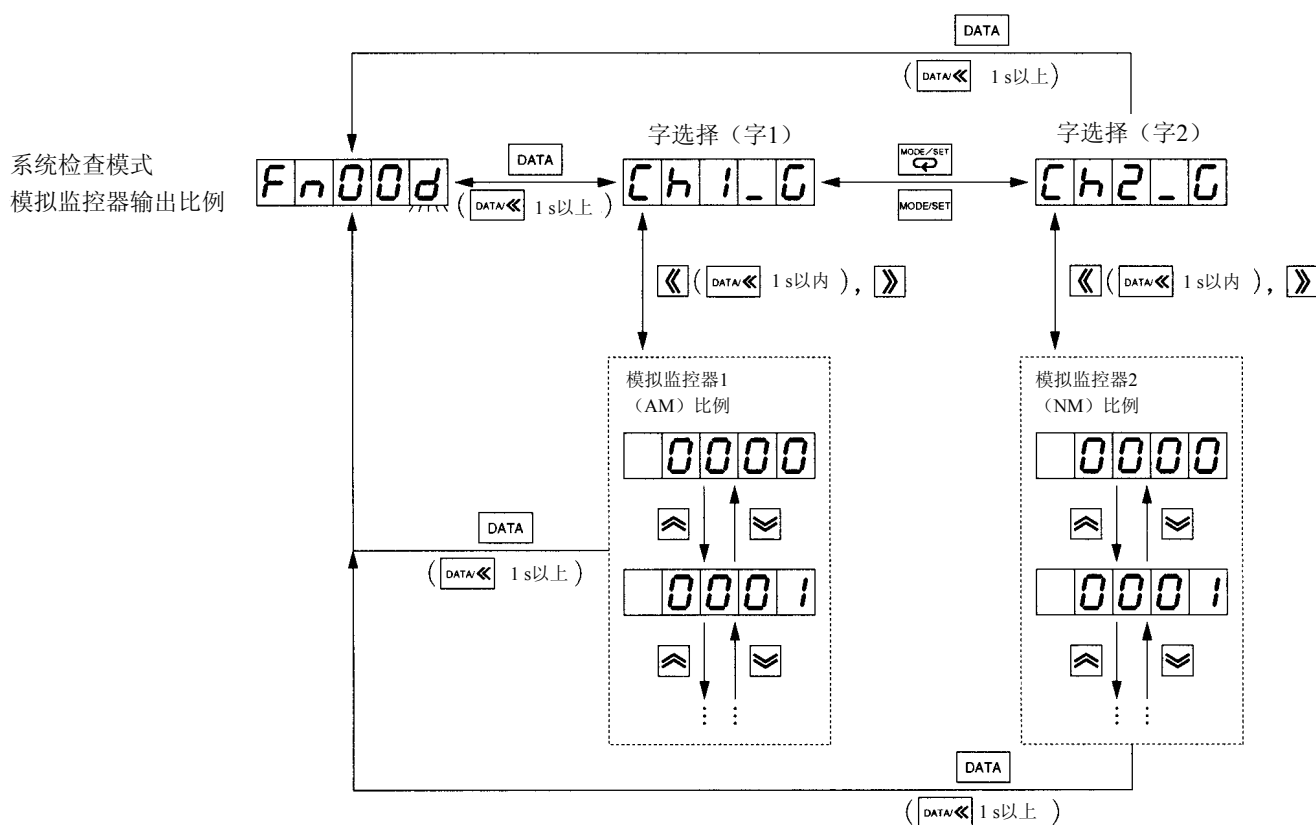 DATA
( DATA/≪ 1 s以上)
字选择（字1）
字选择（字2）
系统检查模式
模拟监控器输出比例
Fn00d
DATA
( DATA/≪ 1 s以上 )
Ch1_G
MODE/SET
MODE/SET
Ch2_G
≪ ( DATA/≪ 1 s以内 ), ≫
≪ ( DATA/≪ 1 s以内 ), ≫
模拟监控器1
（AM）比例
0000
0001
⋮ ⋮
模拟监控器2
（NM）比例
0000
0001
⋮ ⋮
DATA
( DATA/≪ 1 s以上 )
DATA
( DATA/≪ 1 s以上 )